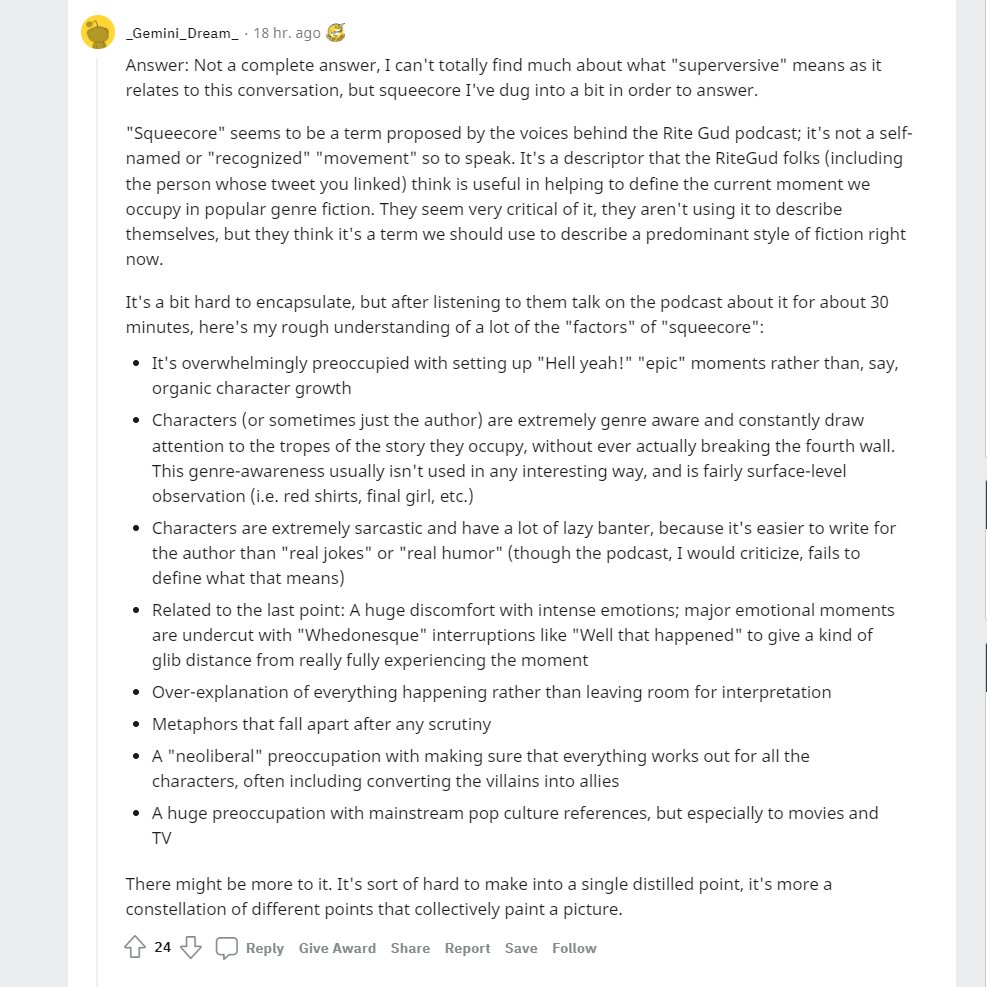 _Gemini_Dream_ · 18 hr. ago
Answer: Not a complete answer, I can't totally find much about what "superversive" means as it
relates to this conversation, but squeecore I've dug into a bit in order to answer.
"Squeecore" seems to be a term proposed by the voices behind the Rite Gud podcast; it's not a self-
named or "recognized" "movement" so to speak. It's a descriptor that the RiteGud folks (including
the person whose tweet you linked) think is useful in helping to define the current moment we
occupy in popular genre fiction. They seem very critical of it, they aren't using it to describe
themselves, but they think it's a term we should use to describe a predominant style of fiction right
now.
It's a bit hard to encapsulate, but after listening to them talk on the podcast about it for about 30
minutes, here's my rough understanding of a lot of the "factors" of "squeecore":
• It's overwhelmingly preoccupied with setting up "Hell yeah!" "epic" moments rather than, say,
organic character growth
• Characters (or sometimes just the author) are extremely genre aware and constantly draw
attention to the tropes of the story they occupy, without ever actually breaking the fourth wall.
This genre-awareness usually isn't used in any interesting way, and is fairly surface-level
observation (i.e. red shirts, final girl, etc.)
• Characters are extremely sarcastic and have a lot of lazy banter, because it's easier to write for
the author than "real jokes" or "real humor" (though the podcast, I would criticize, fails to
define what that means)
• Related to the last point: A huge discomfort with intense emotions; major emotional moments
are undercut with "Whedonesque" interruptions like "Well that happened" to give a kind of
glib distance from really fully experiencing the moment
• Over-explanation of everything happening rather than leaving room for interpretation
• Metaphors that fall apart after any scrutiny
• A "neoliberal" preoccupation with making sure that everything works out for all the
characters, often including converting the villains into allies
• A huge preoccupation with mainstream pop culture references, but especially to movies and
TV
There might be more to it. It's sort of hard to make into a single distilled point, it's more a
constellation of different points that collectively paint a picture.
24 Reply Give Award Share Report Save Follow